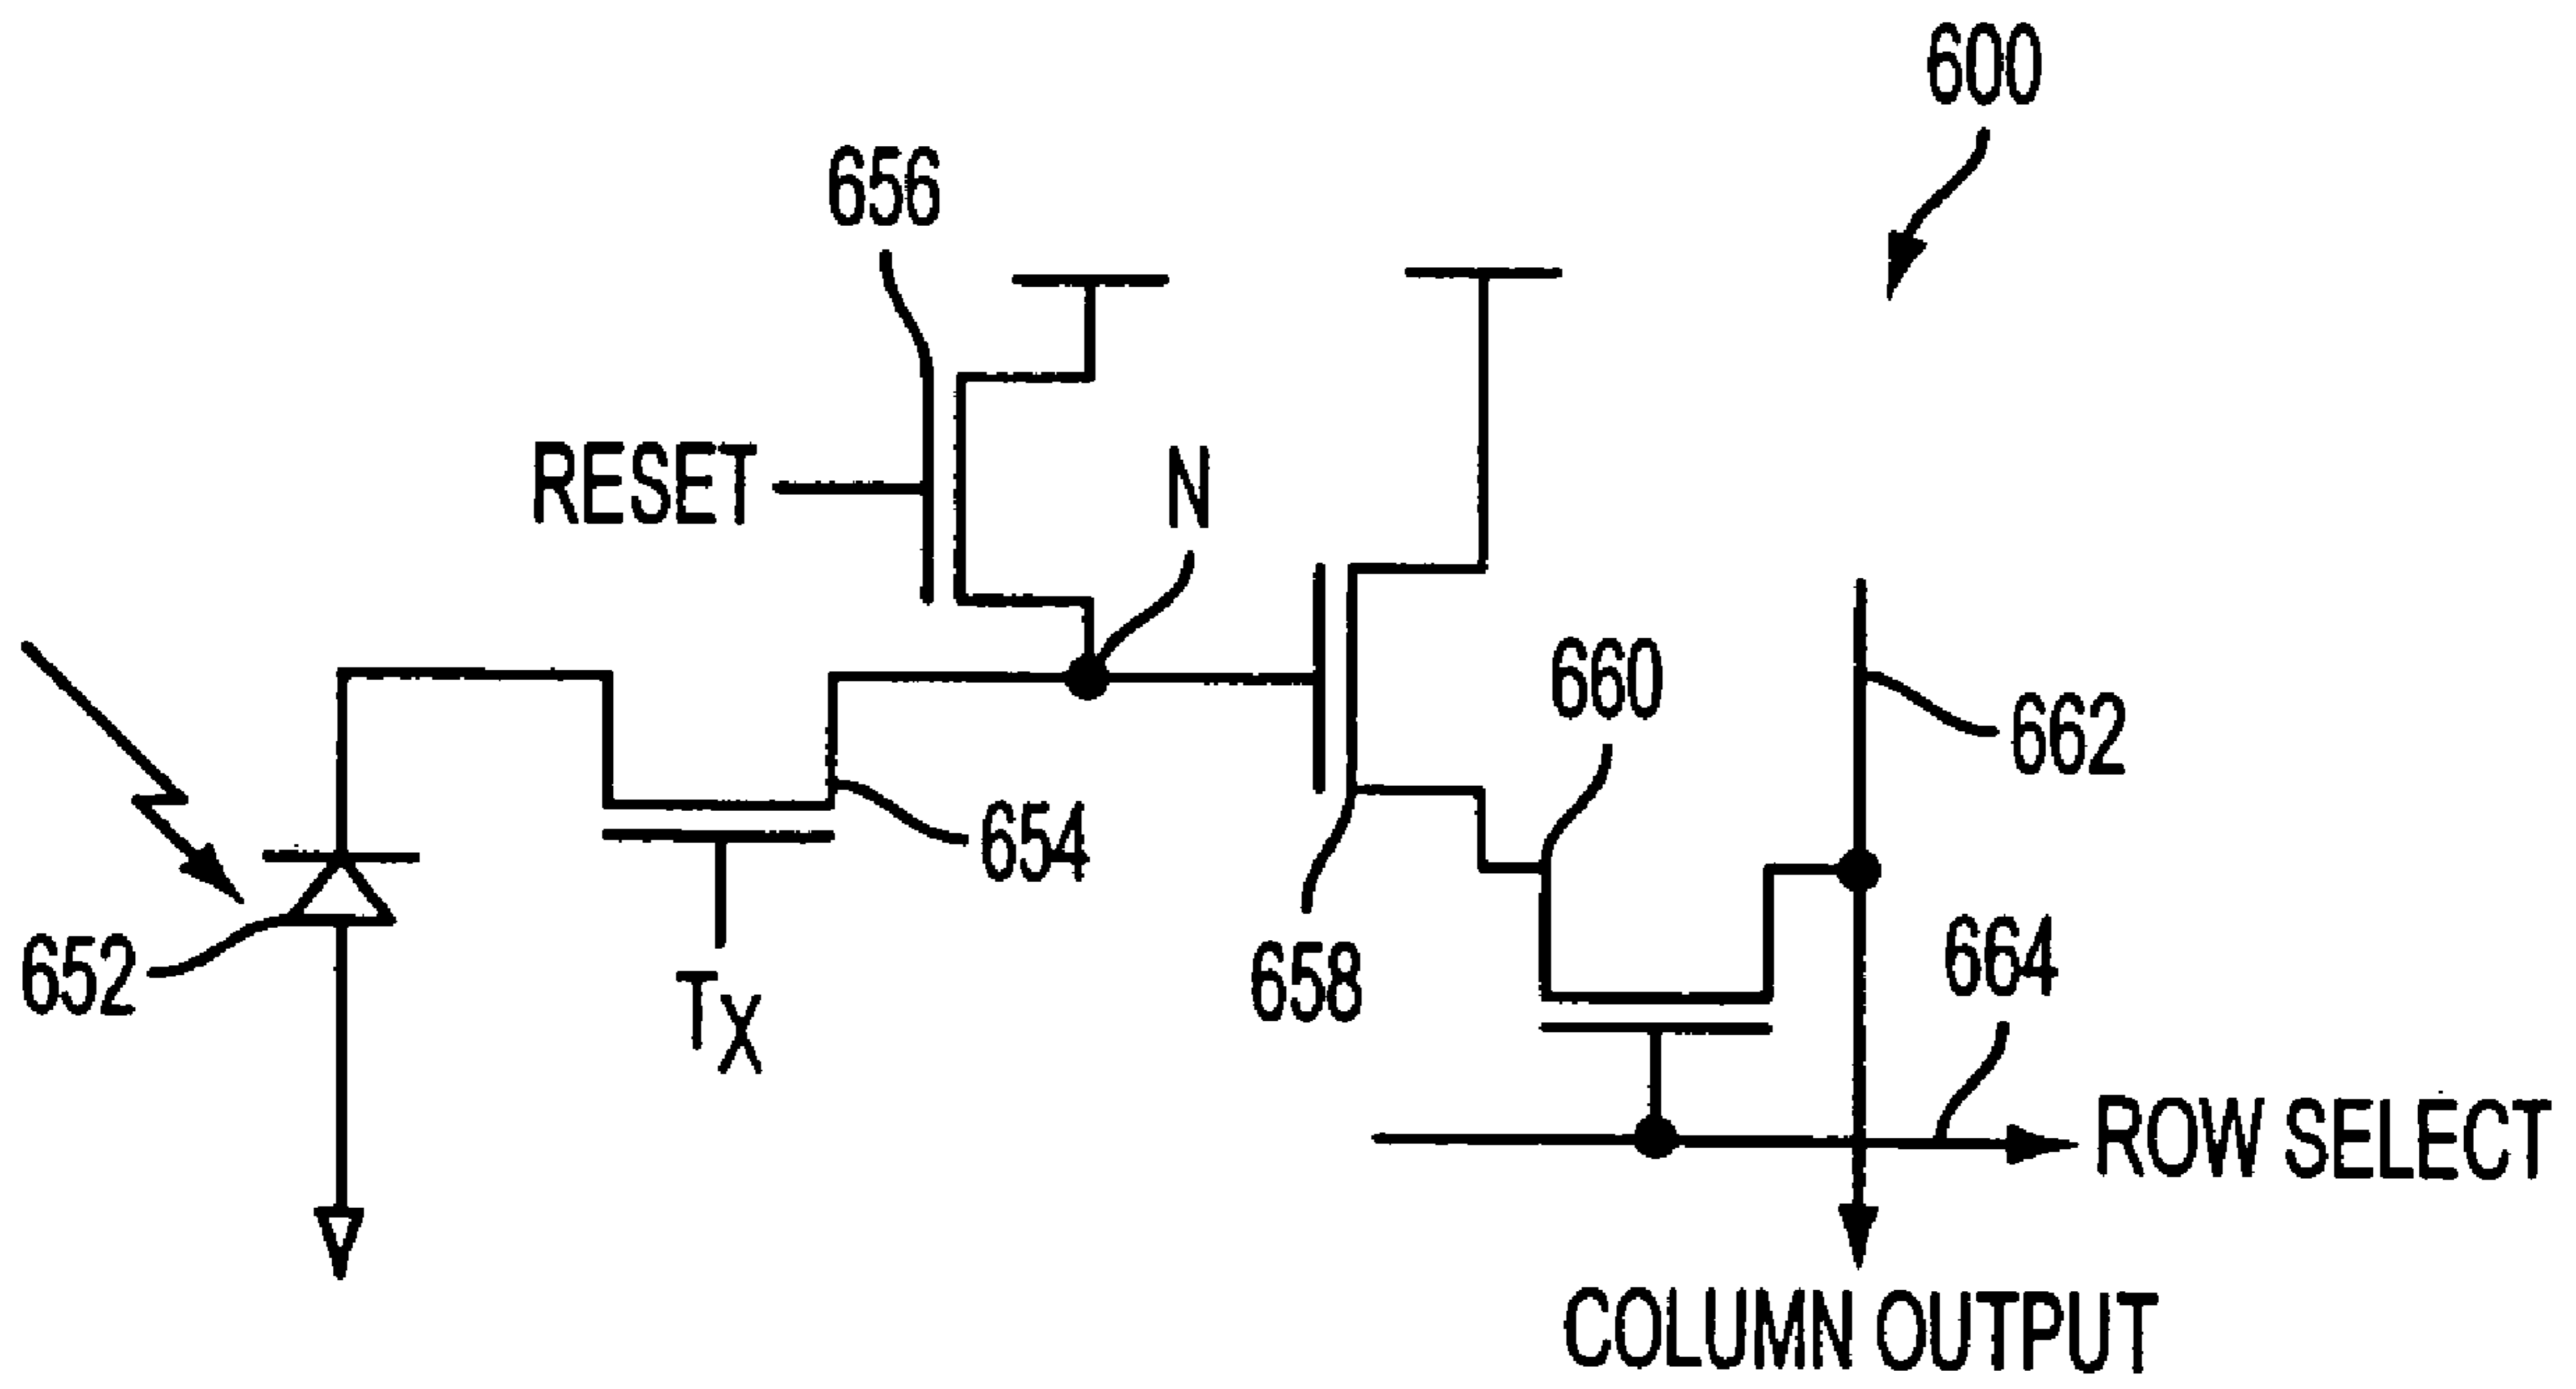 600
656
RESET
N
660
662
654
664
652
658
TX
ROW SELECT
COLUMN OUTPUT